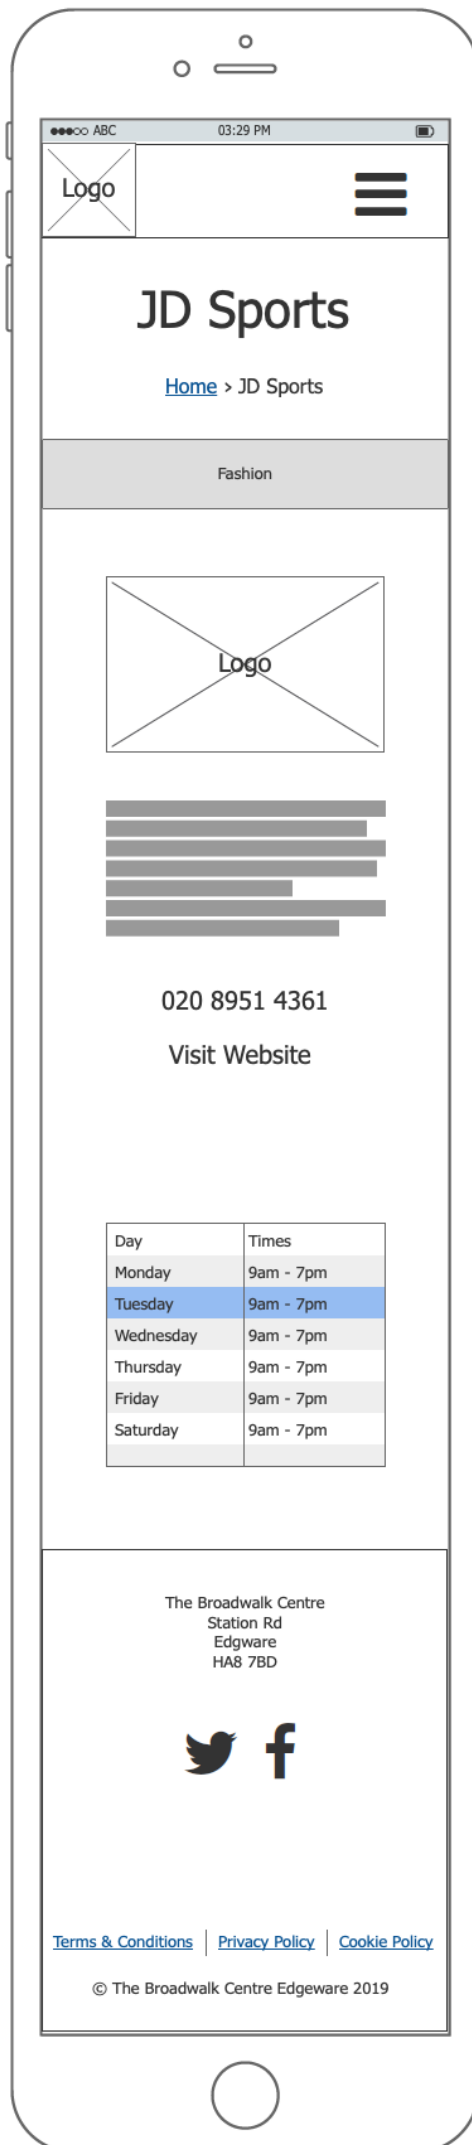 ABC 03:29 PM
Logo
JD Sports
Home > JD Sports
Fashion
Logo
020 8951 4361
Visit Website
Day Times
Monday 9am - 7pm
Tuesday 9am - 7pm
Wednesday 9am - 7pm
Thursday 9am - 7pm
Friday 9am - 7pm
Saturday 9am - 7pm
The Broadwalk Centre
Station Rd
Edgware
HA8 7BD
Terms & Conditions | Privacy Policy | Cookie Policy
© The Broadwalk Centre Edgeware 2019